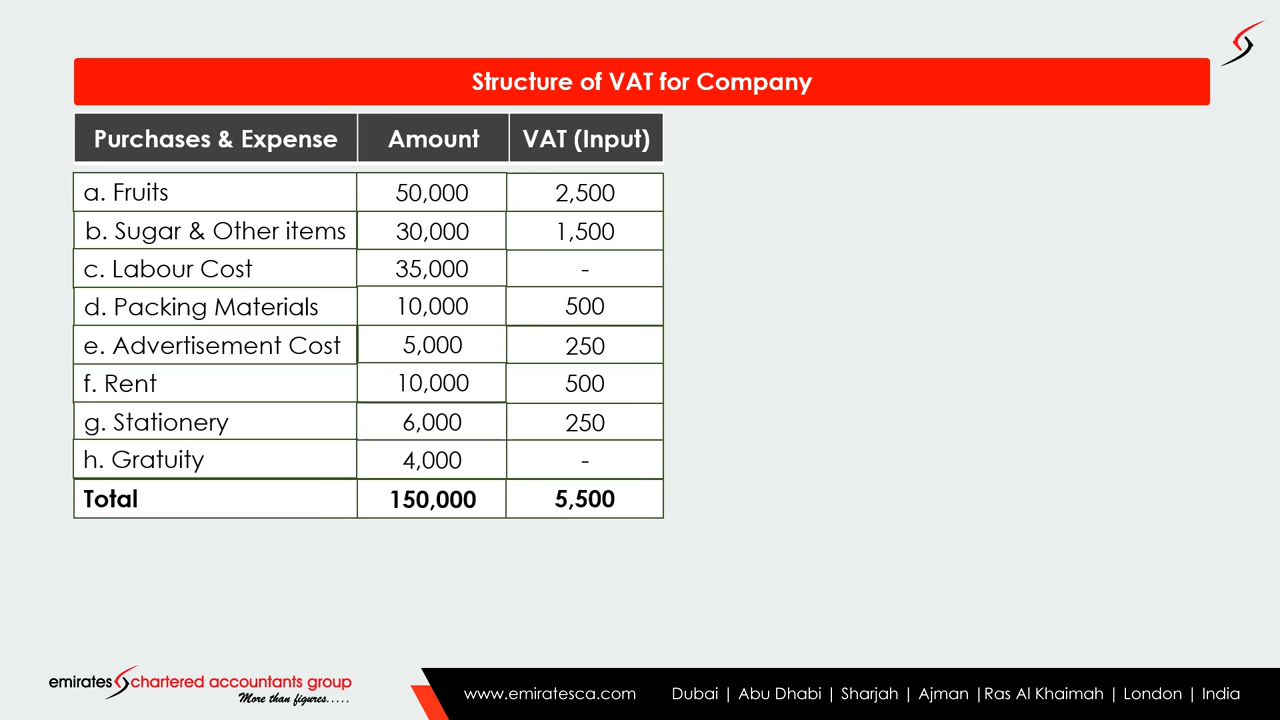 Structure of VAT for Company
Purchases & Expense Amount VAT (Input)
a. Fruits 50,000 2,500
b. Sugar & Other items 30,000 1,500
c. Labour Cost 35,000 -
d. Packing Materials 10,000 500
e. Advertisement Cost 5,000 250
f. Rent 10,000 500
g. Stationery 6,000 250
h. Gratuity 4,000 -
Total 150,000 5,500
emirates chartered accountants group
More than figures.....
www.emiratesca.com Dubai | Abu Dhabi | Sharjah | Ajman |Ras Al Khaimah | London | India